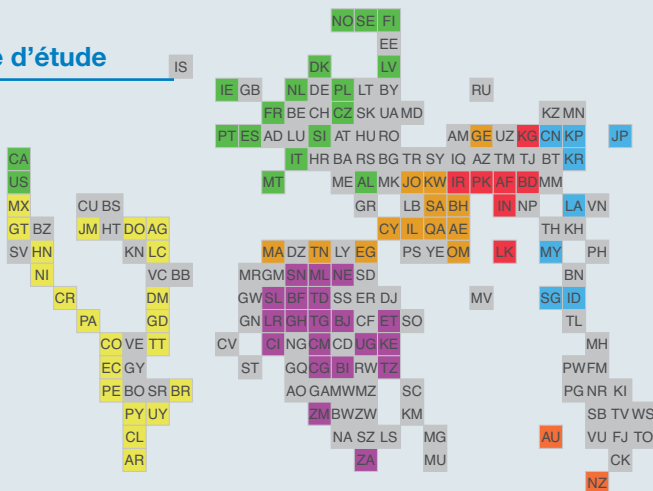 NO SE FI
EE
e d'étude
IS DK LV
IE GB NL DE PL LT BY RU
FR BE CH CZ SK UA MD KZ MN
PT ES AD LU SI AT HU RO AM GE UZ KG CN KP JP
CA IT HR BA RS BG TR SY IQ AZ TM TJ BT KR
US MT ME AL MK JO KW IR PK AF BD MM
MX CU BS GR LB SA BH IN NP LA VN
GT BZ JM HT DO AG CY IL QA AE TH KH
SV HN KN LC MA DZ TN LY EG PS YE OM LK MY PH
NI VC BB MR GM SN ML NE SD BN
CR DM GW SL BF TD SS ER DJ MV SG ID
PA GD GN LR GH TG BJ CF ET SO TL
CO VE TT CV CI NG CM CD UG KE MH
EC GY ST GQ CG BI RW TZ PW FM
PE BO SR BR AO GA MW MZ SC PG NR KI
PY UY ZM BW ZW KM SB TV WS
CL NA SZ LS MG AU VU FJ TO
AR ZA MU CK
NZ